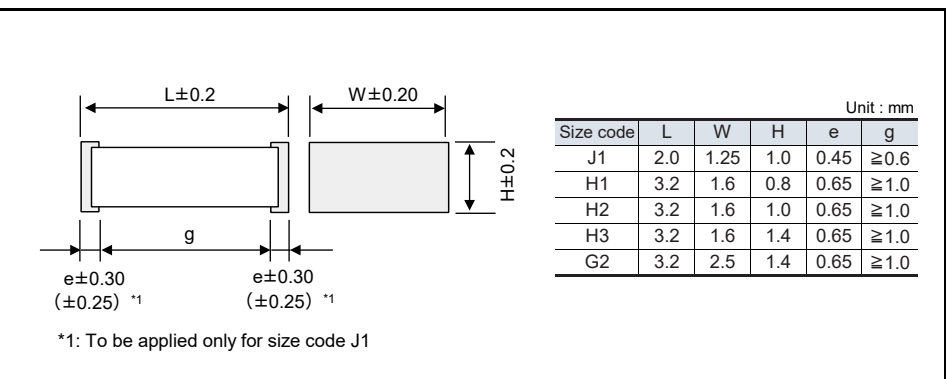 L±0.2 W±0.20
H±0.2
g
e±0.30 e±0.30
(±0.25) *1 (±0.25) *1
*1: To be applied only for size code J1
Unit : mm
Size code L W H e g
J1 2.0 1.25 1.0 0.45 ≧0.6
H1 3.2 1.6 0.8 0.65 ≧1.0
H2 3.2 1.6 1.0 0.65 ≧1.0
H3 3.2 1.6 1.4 0.65 ≧1.0
G2 3.2 2.5 1.4 0.65 ≧1.0